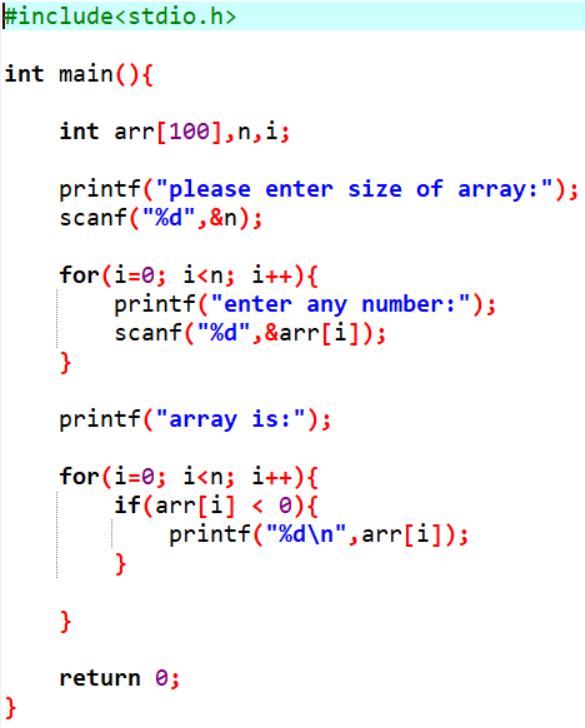 #include<stdio.h>
int main(){
int arr[100],n,i;
printf("please enter size of array:");
scanf("%d",&n);
for(i=0; i<n; i++){
printf("enter any number:");
scanf("%d",&arr[i]);
}
printf("array is:");
for(i=0; i<n; i++){
if(arr[i] < 0){
printf("%d\n",arr[i]);
}
}
return 0;
}